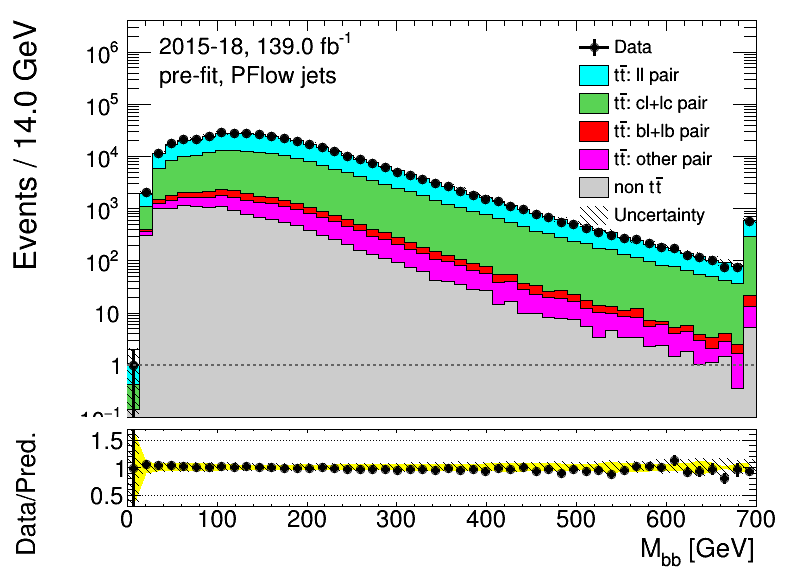 Events / 14.0 GeV
10⁶
10⁵
10⁴
10³
10²
10
1
10⁻¹
2015-18, 139.0 fb⁻¹
pre-fit, PFlow jets
Data
tt̄: ll pair
tt̄: cl+lc pair
tt̄: bl+lb pair
tt̄: other pair
non tt̄
Uncertainty
Data/Pred.
1.5
1
0.5
0 100 200 300 400 500 600 700
M_bb [GeV]